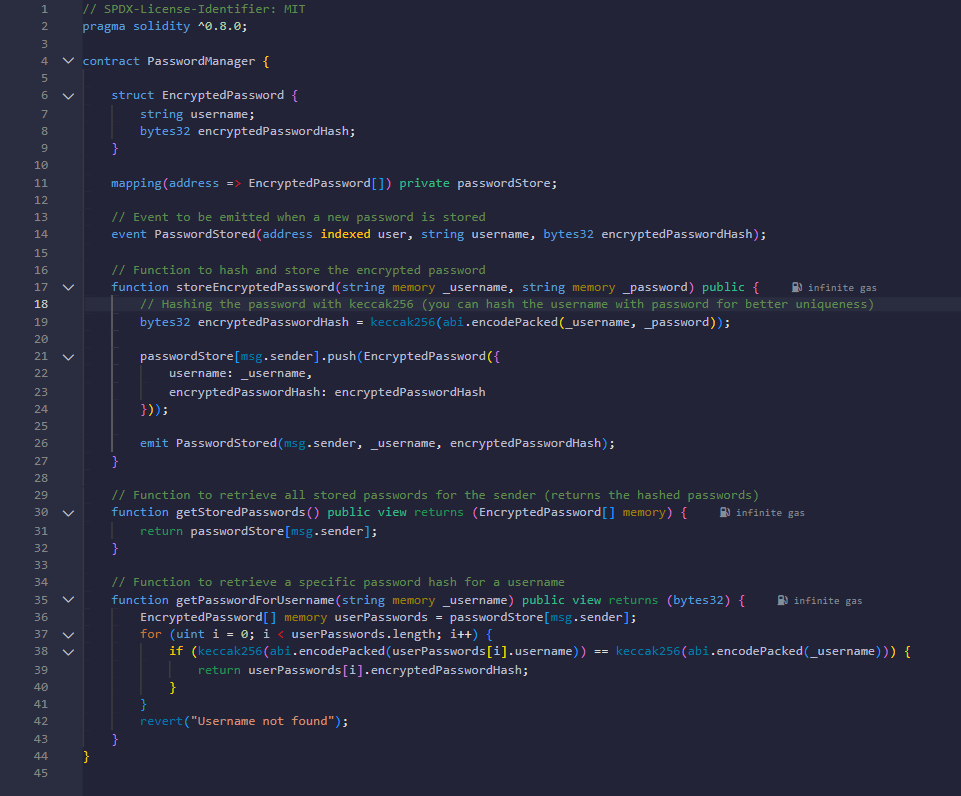 1 // SPDX-License-Identifier: MIT
2 pragma solidity ^0.8.0;
3
4 contract PasswordManager {
5
6     struct EncryptedPassword {
7         string username;
8         bytes32 encryptedPasswordHash;
9     }
10
11     mapping(address => EncryptedPassword[]) private passwordStore;
12
13     // Event to be emitted when a new password is stored
14     event PasswordStored(address indexed user, string username, bytes32 encryptedPasswordHash);
15
16     // Function to hash and store the encrypted password
17     function storeEncryptedPassword(string memory _username, string memory _password) public {    infinite gas
18         // Hashing the password with keccak256 (you can hash the username with password for better uniqueness)
19         bytes32 encryptedPasswordHash = keccak256(abi.encodePacked(_username, _password));
20
21         passwordStore[msg.sender].push(EncryptedPassword({
22             username: _username,
23             encryptedPasswordHash: encryptedPasswordHash
24         }));
25
26         emit PasswordStored(msg.sender, _username, encryptedPasswordHash);
27     }
28
29     // Function to retrieve all stored passwords for the sender (returns the hashed passwords)
30     function getStoredPasswords() public view returns (EncryptedPassword[] memory) {    infinite gas
31         return passwordStore[msg.sender];
32     }
33
34     // Function to retrieve a specific password hash for a username
35     function getPasswordForUsername(string memory _username) public view returns (bytes32) {    infinite gas
36         EncryptedPassword[] memory userPasswords = passwordStore[msg.sender];
37         for (uint i = 0; i < userPasswords.length; i++) {
38             if (keccak256(abi.encodePacked(userPasswords[i].username)) == keccak256(abi.encodePacked(_username))) {
39                 return userPasswords[i].encryptedPasswordHash;
40             }
41         }
42         revert("Username not found");
43     }
44 }
45